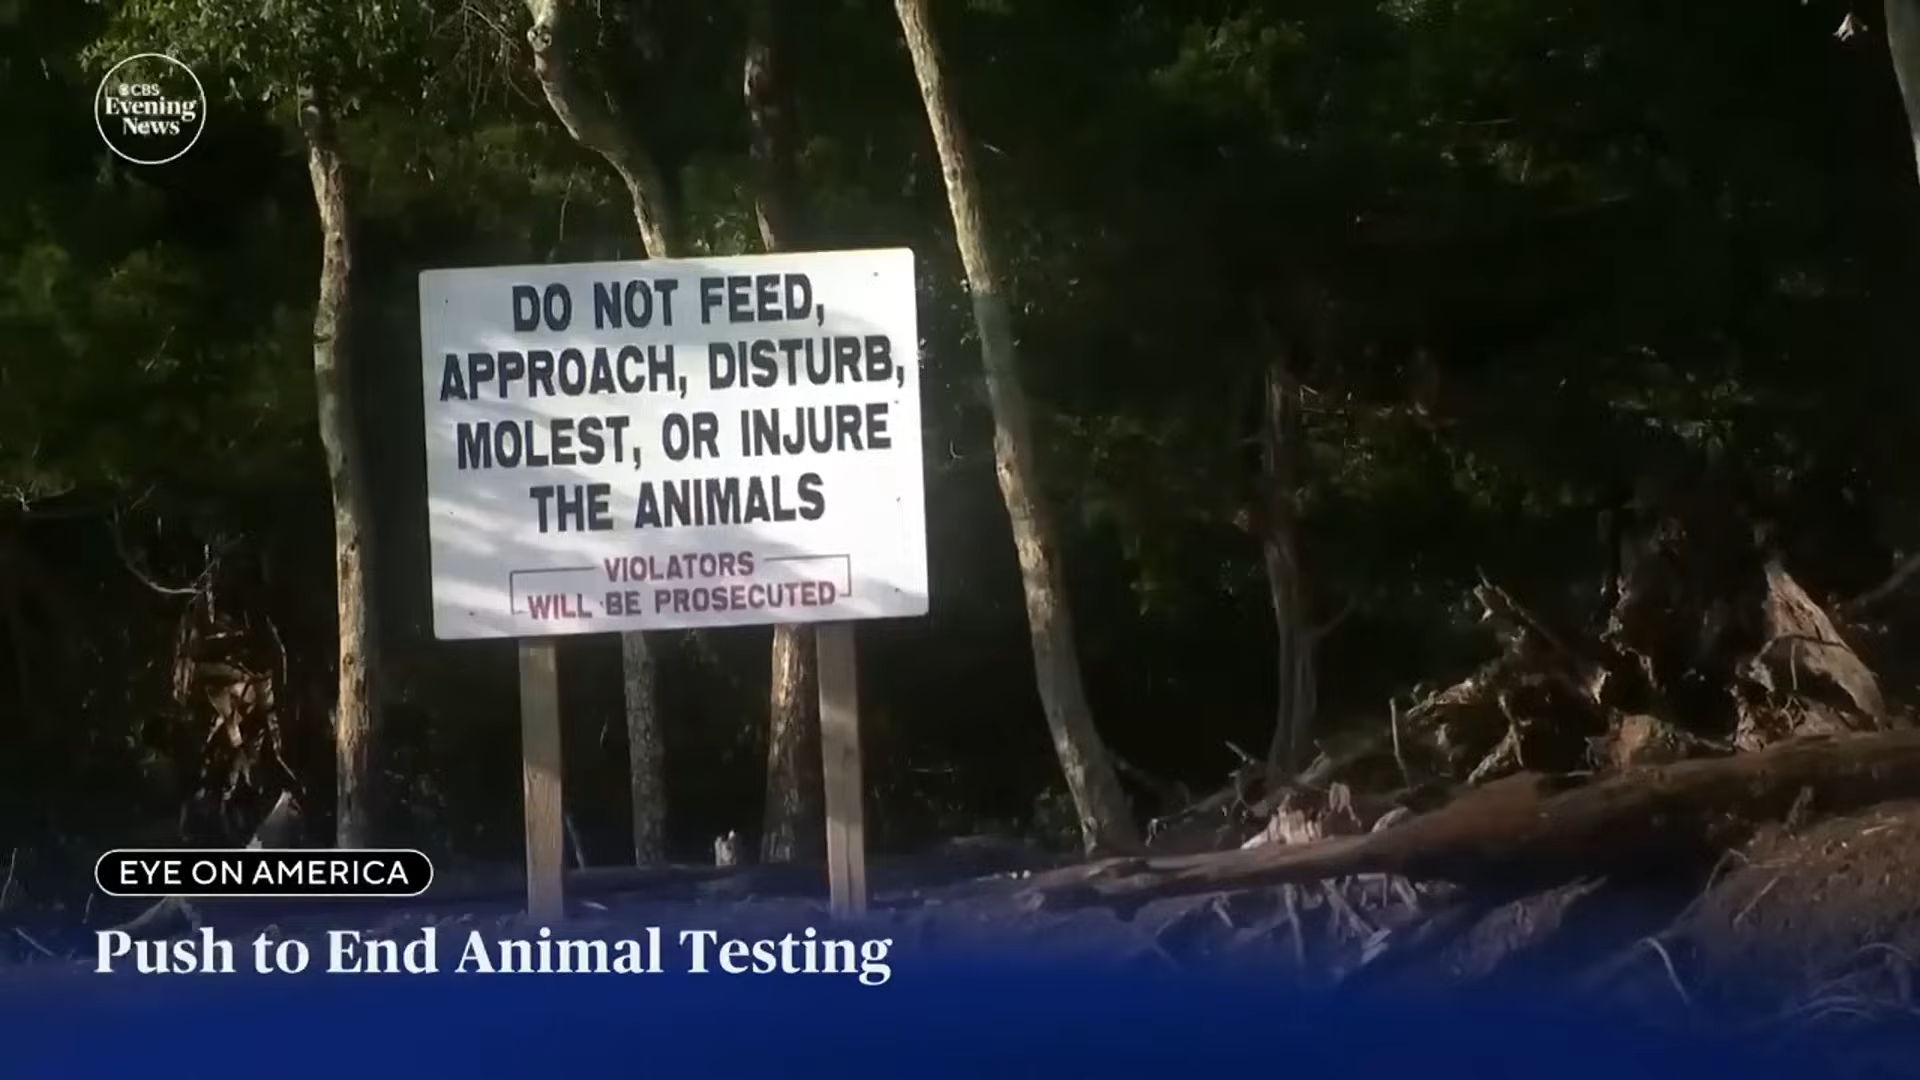 CBS
Evening
News
DO NOT FEED,
APPROACH, DISTURB,
MOLEST, OR INJURE
THE ANIMALS
VIOLATORS
WILL BE PROSECUTED
EYE ON AMERICA
Push to End Animal Testing